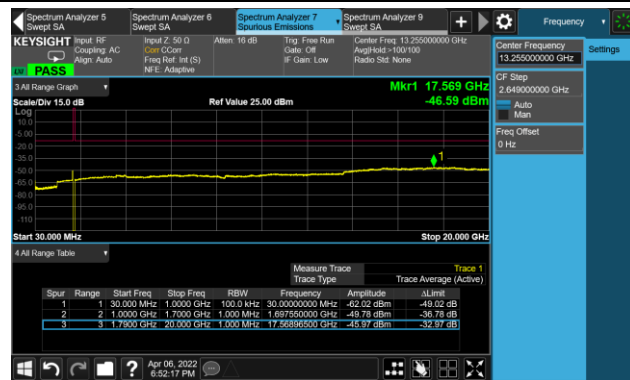 Spectrum Analyzer 5
Swept SA
Spectrum Analyzer 6
Swept SA
Spectrum Analyzer 7
Spurious Emissions
Spectrum Analyzer 9
Swept SA
Frequency
KEYSIGHT
Input: RF
Coupling: AC
Align: Auto
Input Z: 50 Ω
Corr CCorr
Freq Ref: Int (S)
NFE: Adaptive
Atten: 16 dB
Trig: Free Run
Gate: Off
IF Gain: Low
Center Freq: 13.255000000 GHz
Avg|Hold:>100/100
Radio Std: None
PASS
Center Frequency
13.255000000 GHz
Settings
CF Step
2.649000000 GHz
Auto
Man
Freq Offset
0 Hz
3 All Range Graph
Mkr1 17.569 GHz
Scale/Div 15.0 dB
Ref Value 25.00 dBm
-46.59 dBm
Log
10.0
-5.00
-20.0
-35.0
-50.0
-65.0
-80.0
-95.0
-110
1
Start 30.000 MHz
Stop 20.000 GHz
4 All Range Table
Measure Trace Trace 1
Trace Type Trace Average (Active)
Spur Range Start Freq Stop Freq RBW Frequency Amplitude ΔLimit
1 1 30.000 MHz 1.0000 GHz 100.0 kHz 30.00000000 MHz -62.02 dBm -49.02 dB
2 2 1.0000 GHz 1.7000 GHz 1.000 MHz 1.697550000 GHz -49.78 dBm -36.78 dB
3 3 1.7900 GHz 20.000 GHz 1.000 MHz 17.56896500 GHz -45.97 dBm -32.97 dB
Apr 06, 2022
6:52:17 PM